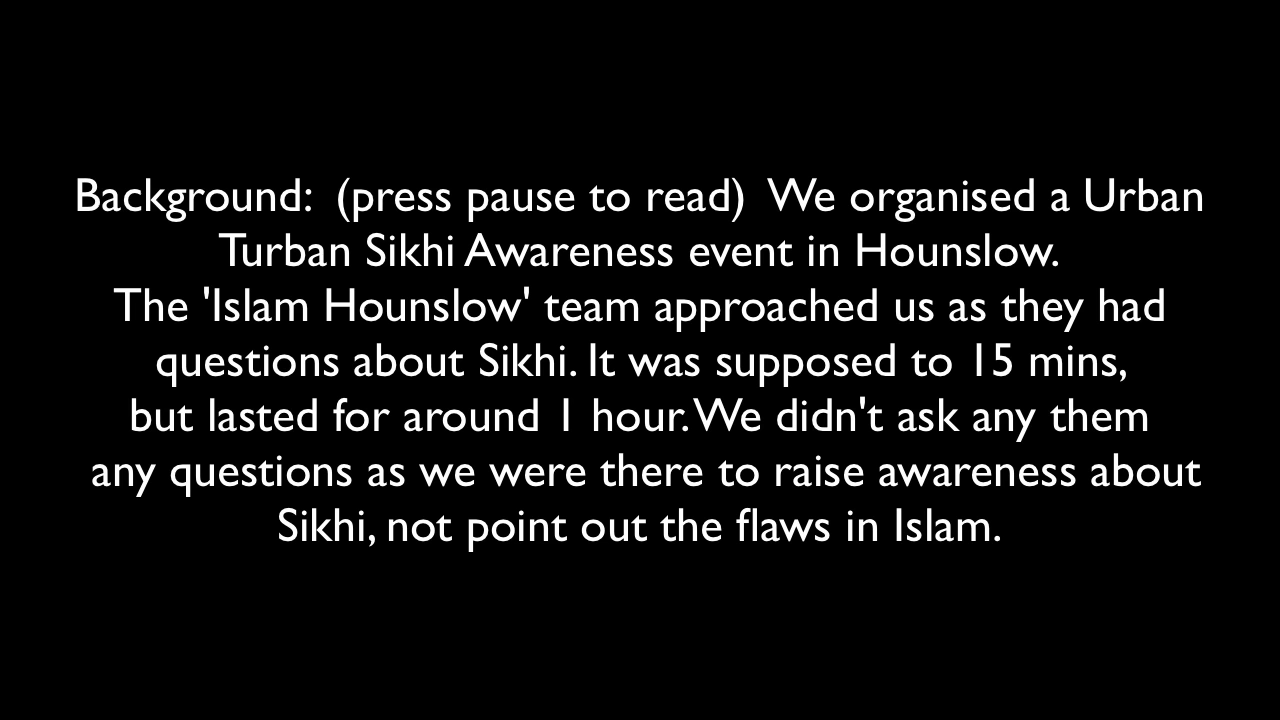 Background:  (press pause to read)  We organised a Urban
Turban Sikhi Awareness event in Hounslow.
The 'Islam Hounslow' team approached us as they had
questions about Sikhi. It was supposed to 15 mins,
but lasted for around 1 hour. We didn't ask any them
any questions as we were there to raise awareness about
Sikhi, not point out the flaws in Islam.